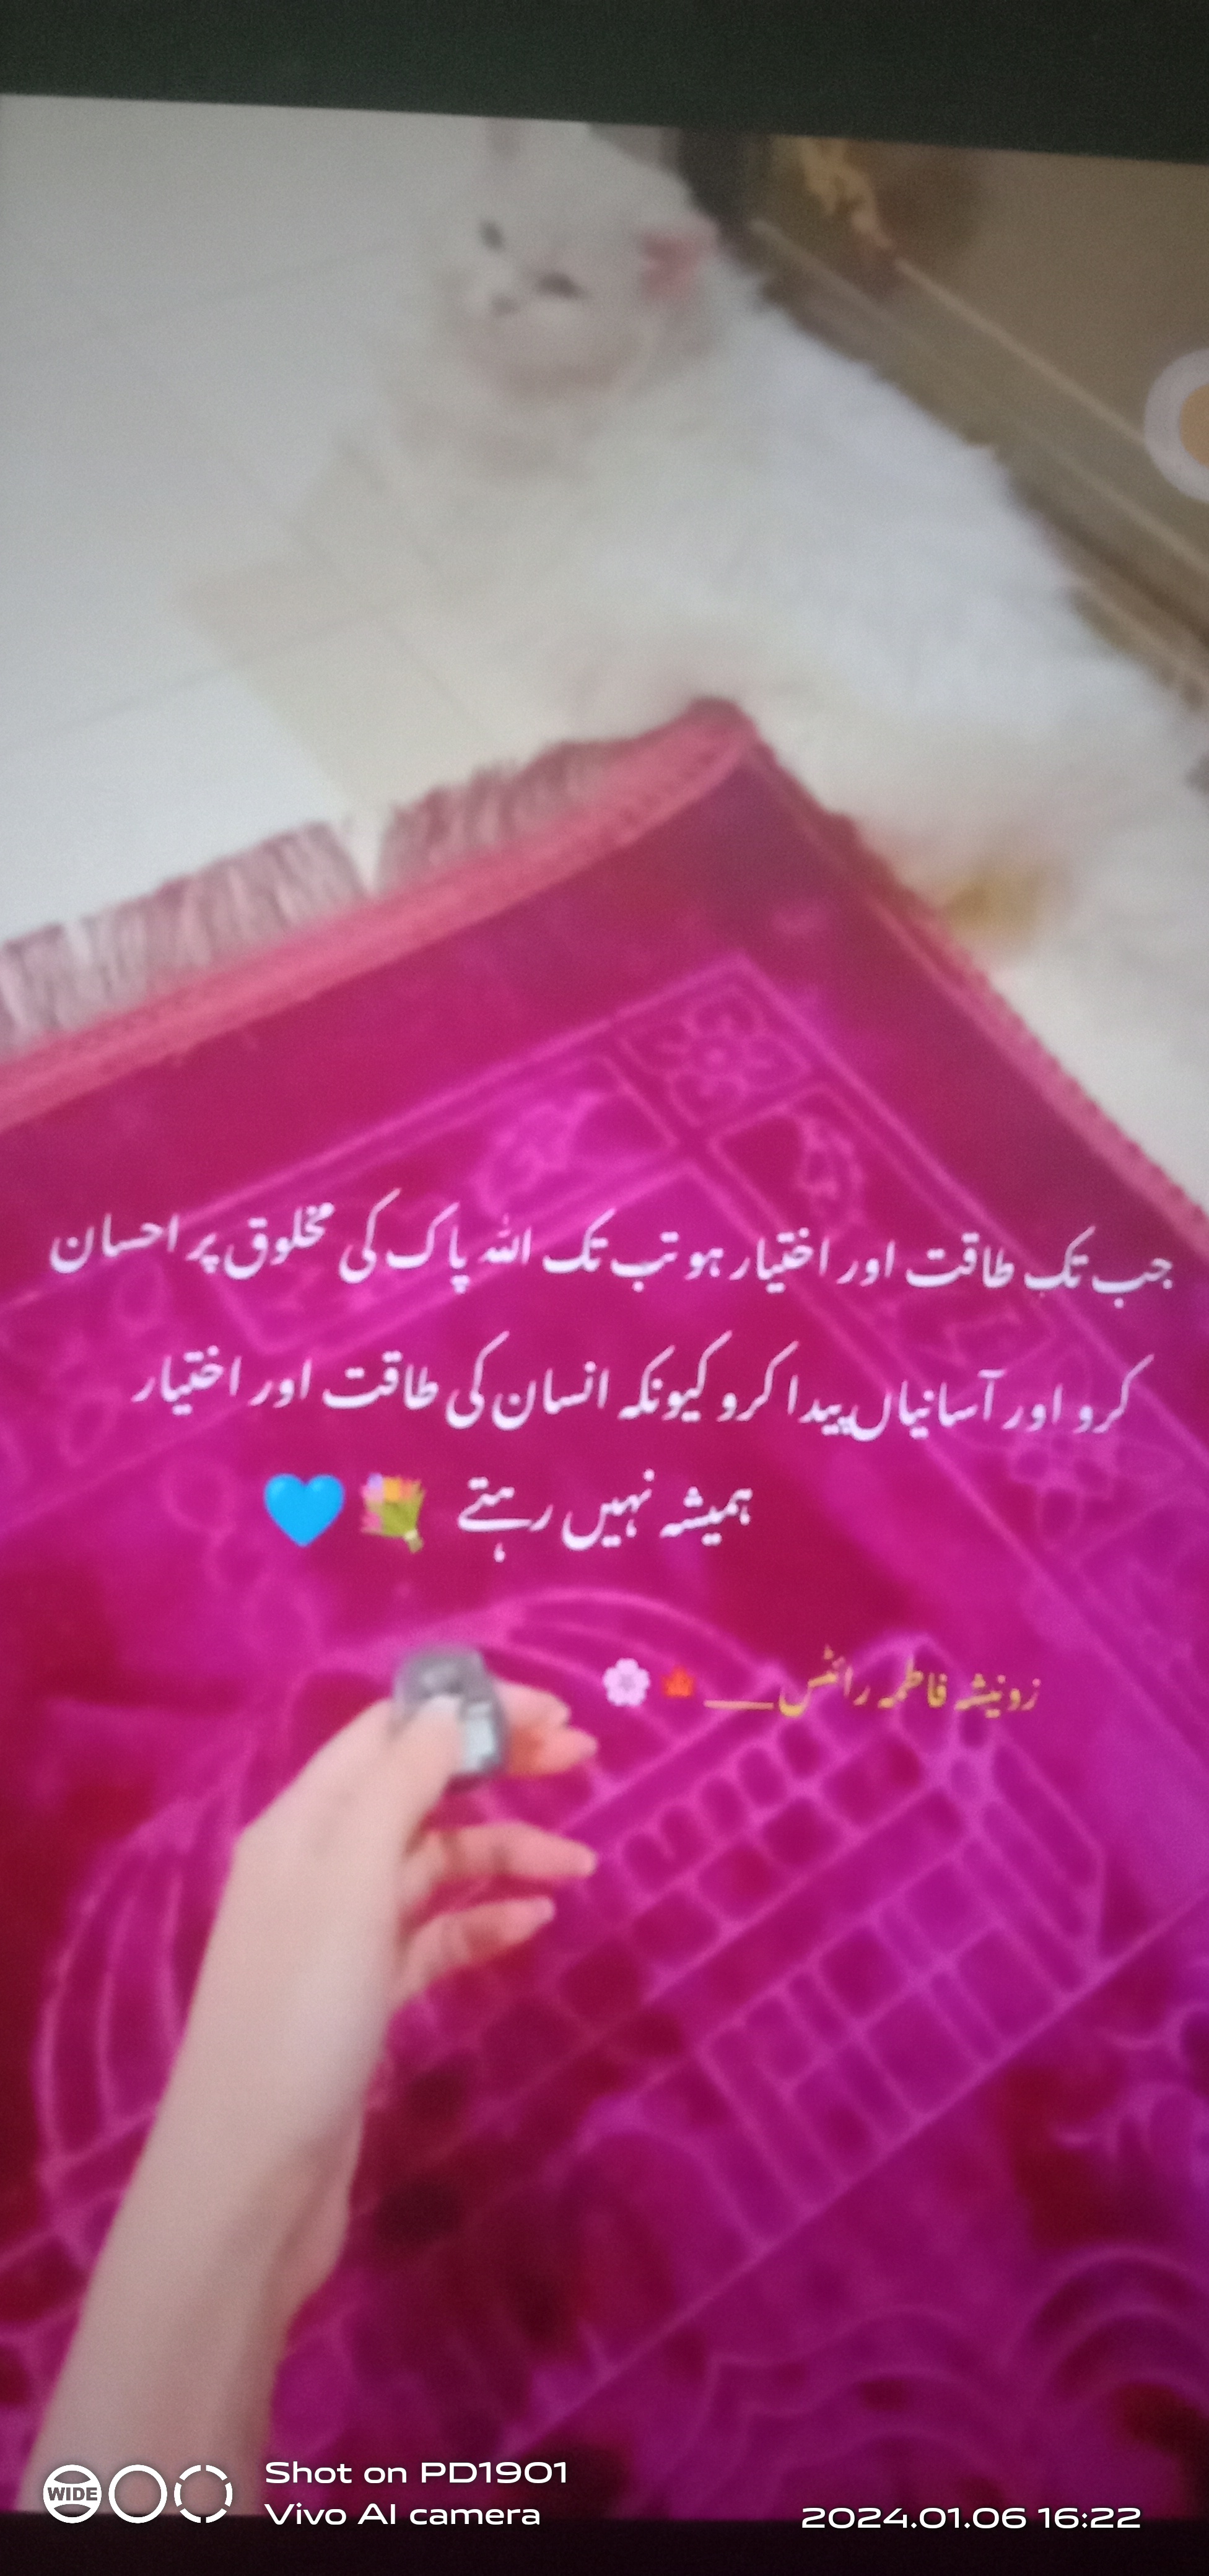 جب تک طاقت اور اختیار ہو تب تک اللہ پاک کی مخلوق پر احسان
کرو اور آسانیاں پیدا کرو کیونکہ انسان کی طاقت اور اختیار
ہمیشہ نہیں رہتے 💐 💙
زونیشہ فاطمہ رائٹس__🍁🌸
WIDE
Shot on PD1901
Vivo AI camera
2024.01.06 16:22